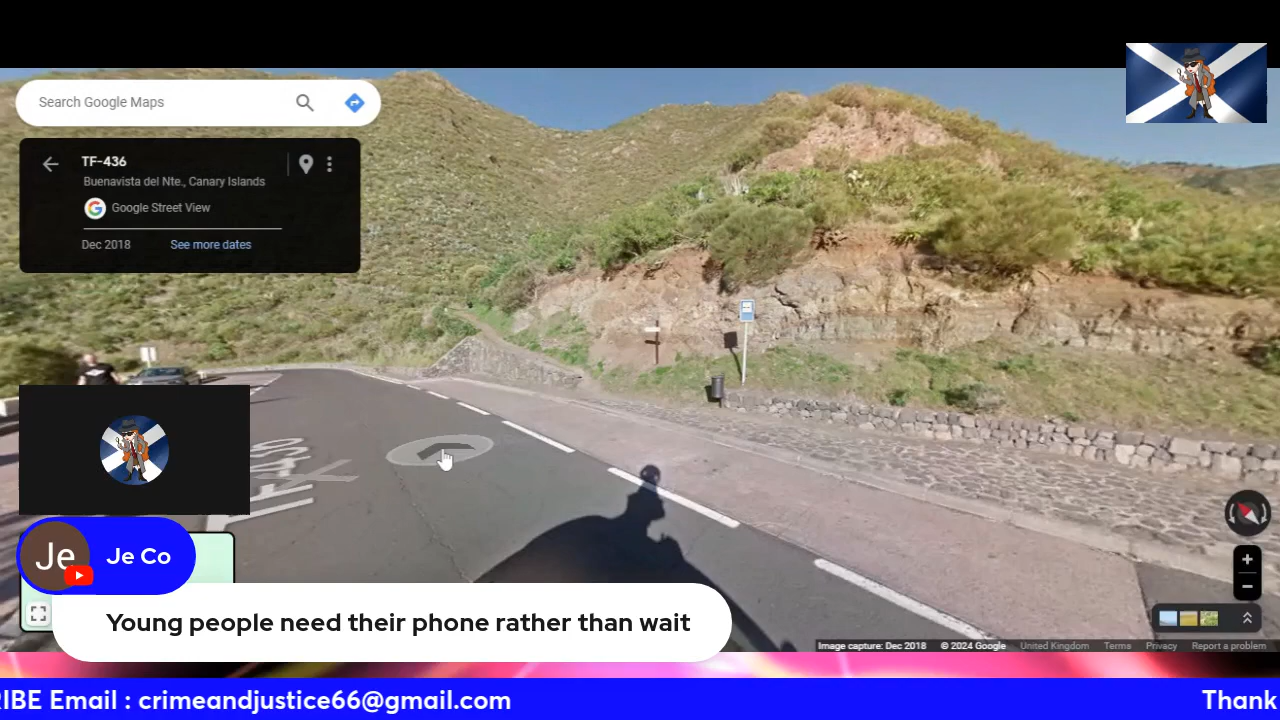 Search Google Maps
TF-436
Buenavista del Nte., Canary Islands
Google Street View
Dec 2018 See more dates
TF-436
Je Je Co
Young people need their phone rather than wait
Image capture: Dec 2018 © 2024 Google United Kingdom Terms Privacy Report a problem
RIBE Email : crimeandjustice66@gmail.com Thank